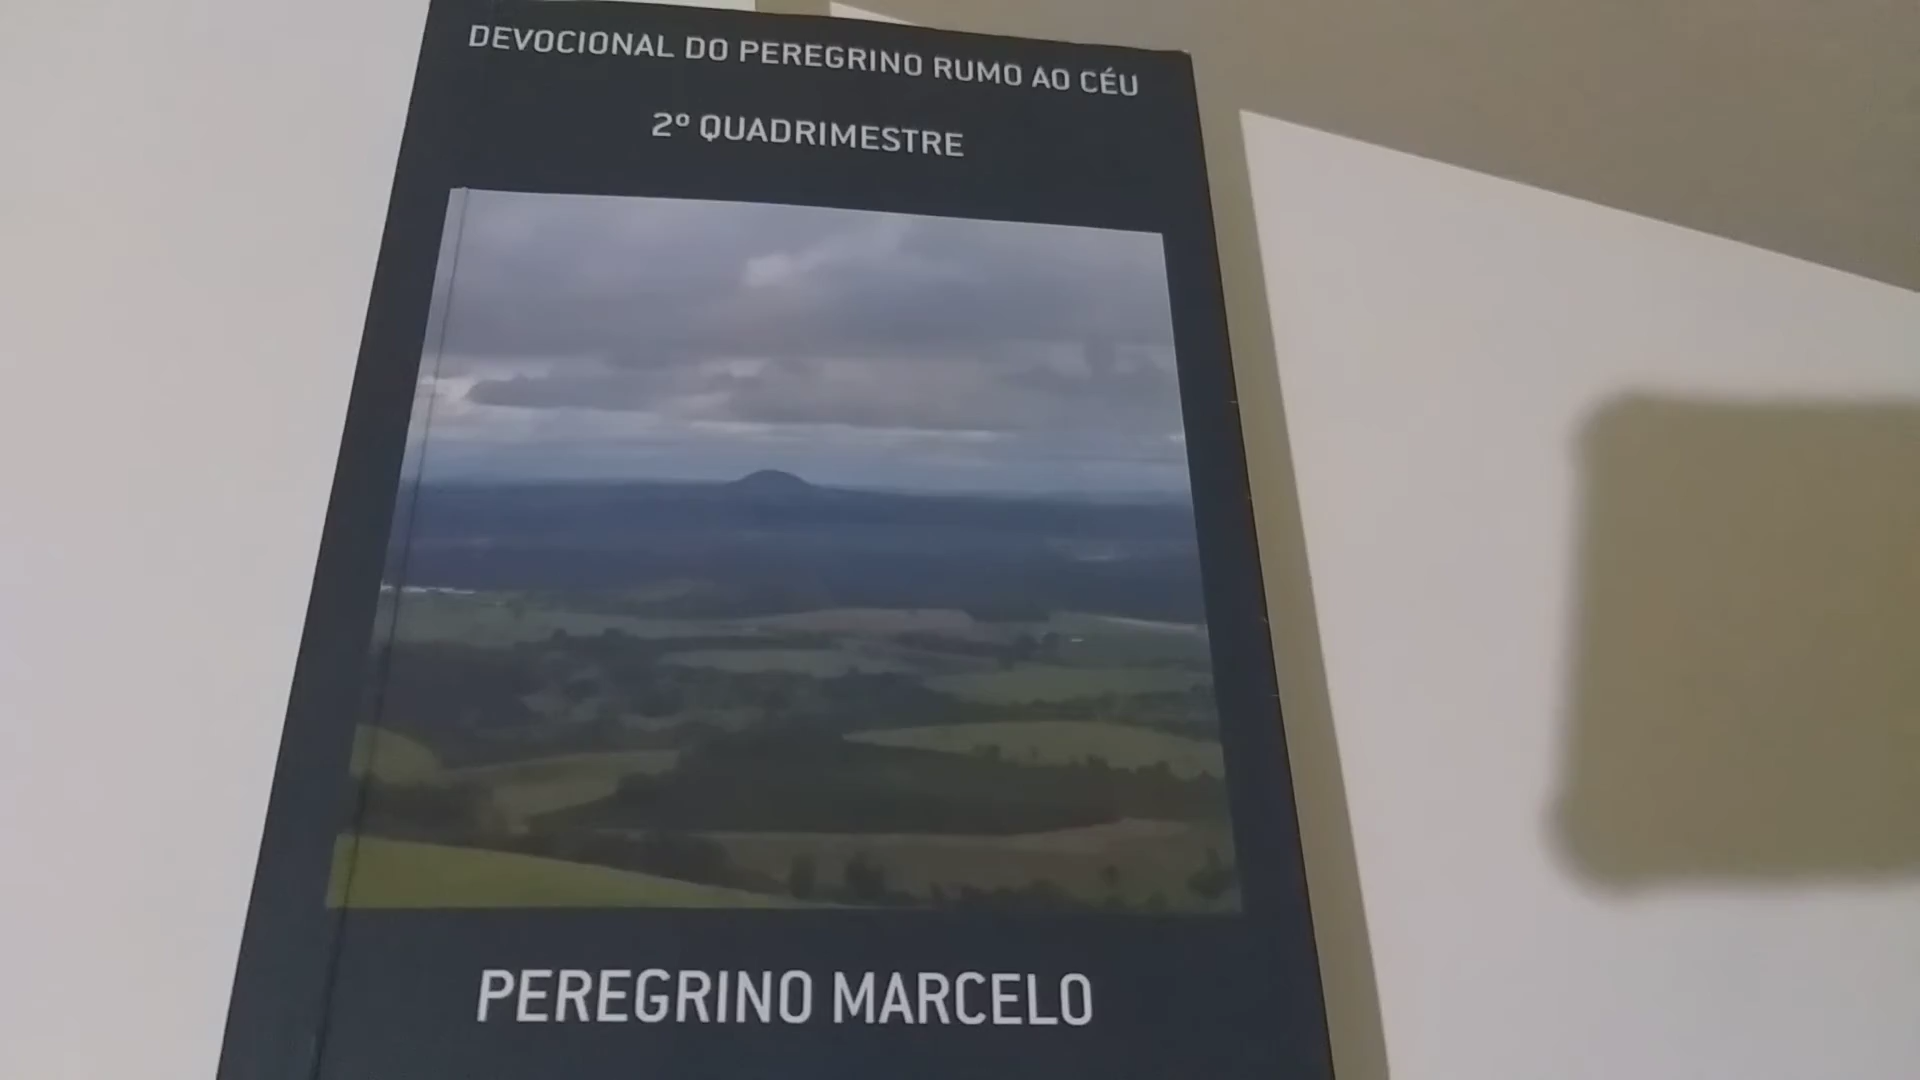 DEVOCIONAL DO PEREGRINO RUMO AO CÉU
2º QUADRIMESTRE
PEREGRINO MARCELO